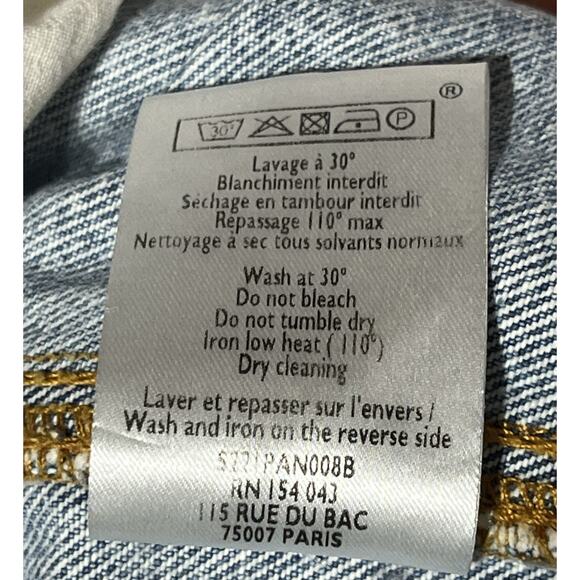 ®
30° P
Lavage à 30°
Blanchiment interdit
Séchage en tambour interdit
Repassage 110° max
Nettoyage à sec tous solvants normaux
Wash at 30°
Do not bleach
Do not tumble dry
Iron low heat ( 110°)
Dry cleaning
Laver et repasser sur l'envers /
Wash and iron on the reverse side
S221PAN008B
RN 154 043
115 RUE DU BAC
75007 PARIS